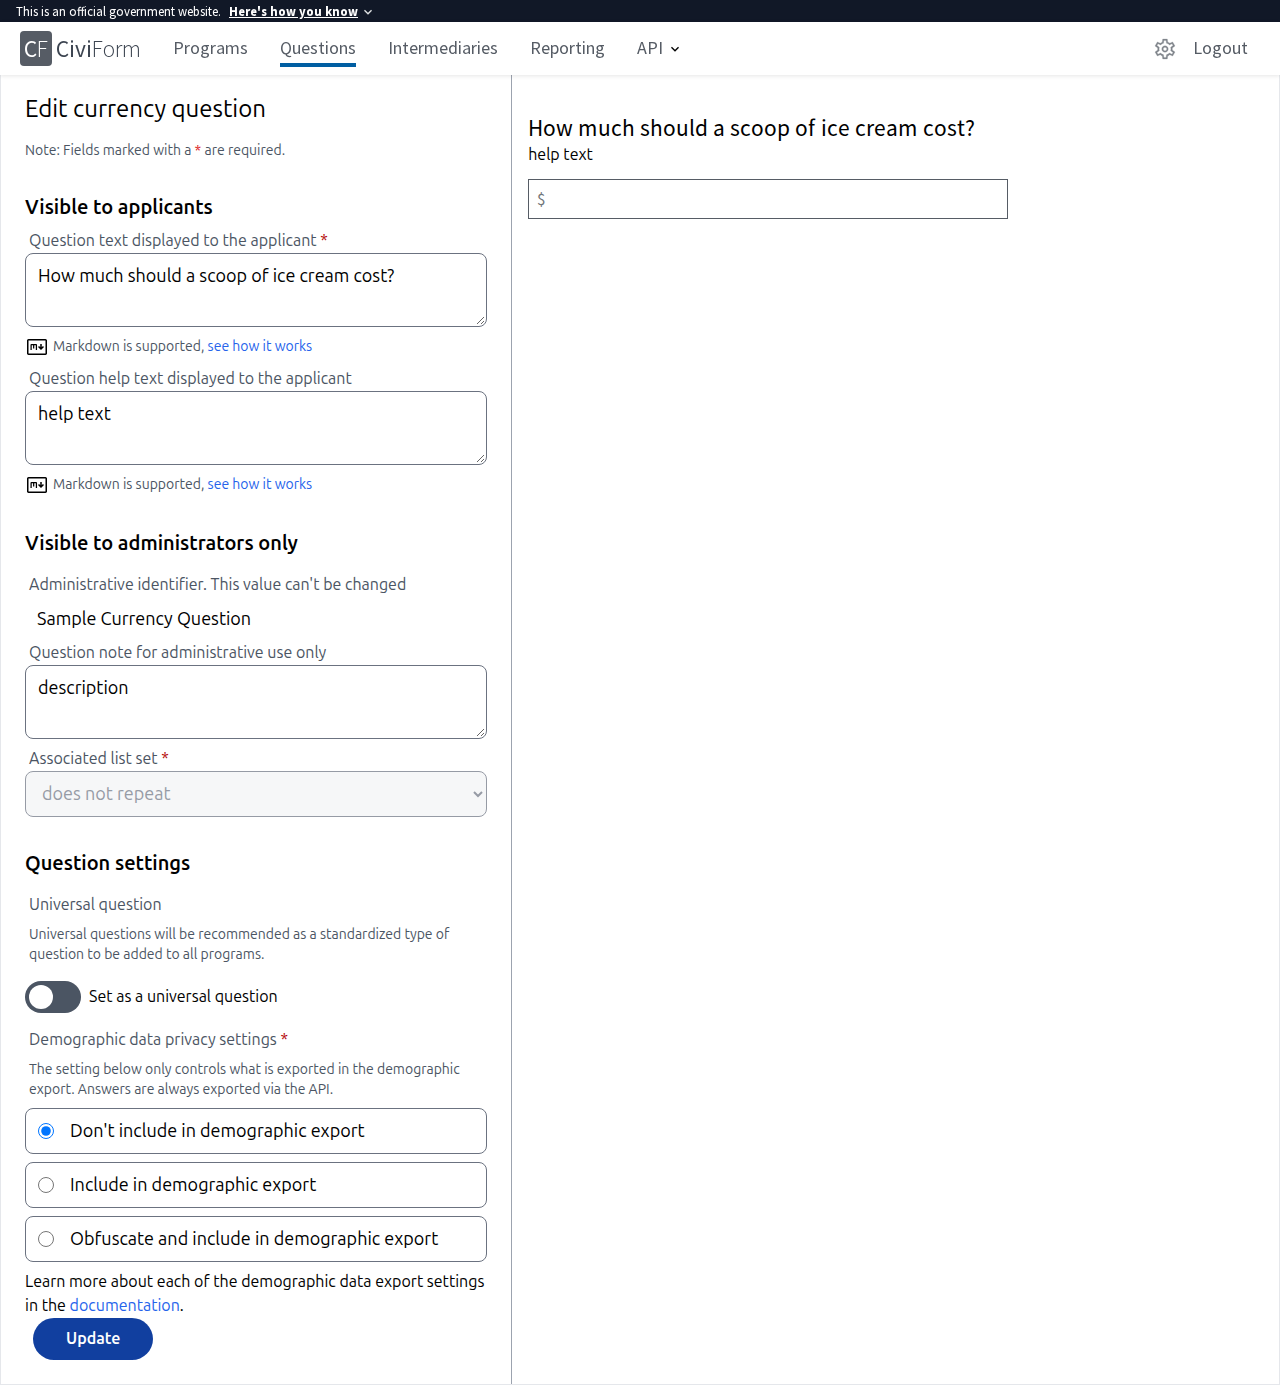 This is an official government website. Here's how you know
CF CiviForm Programs Questions Intermediaries Reporting API Logout
Edit currency question
Note: Fields marked with a * are required.
Visible to applicants
Question text displayed to the applicant *
How much should a scoop of ice cream cost?
Markdown is supported, see how it works
Question help text displayed to the applicant
help text
Markdown is supported, see how it works
Visible to administrators only
Administrative identifier. This value can't be changed
Sample Currency Question
Question note for administrative use only
description
Associated list set *
does not repeat
Question settings
Universal question
Universal questions will be recommended as a standardized type of
question to be added to all programs.
Set as a universal question
Demographic data privacy settings *
The setting below only controls what is exported in the demographic
export. Answers are always exported via the API.
Don't include in demographic export
Include in demographic export
Obfuscate and include in demographic export
Learn more about each of the demographic data export settings
in the documentation.
Update
How much should a scoop of ice cream cost?
help text
$